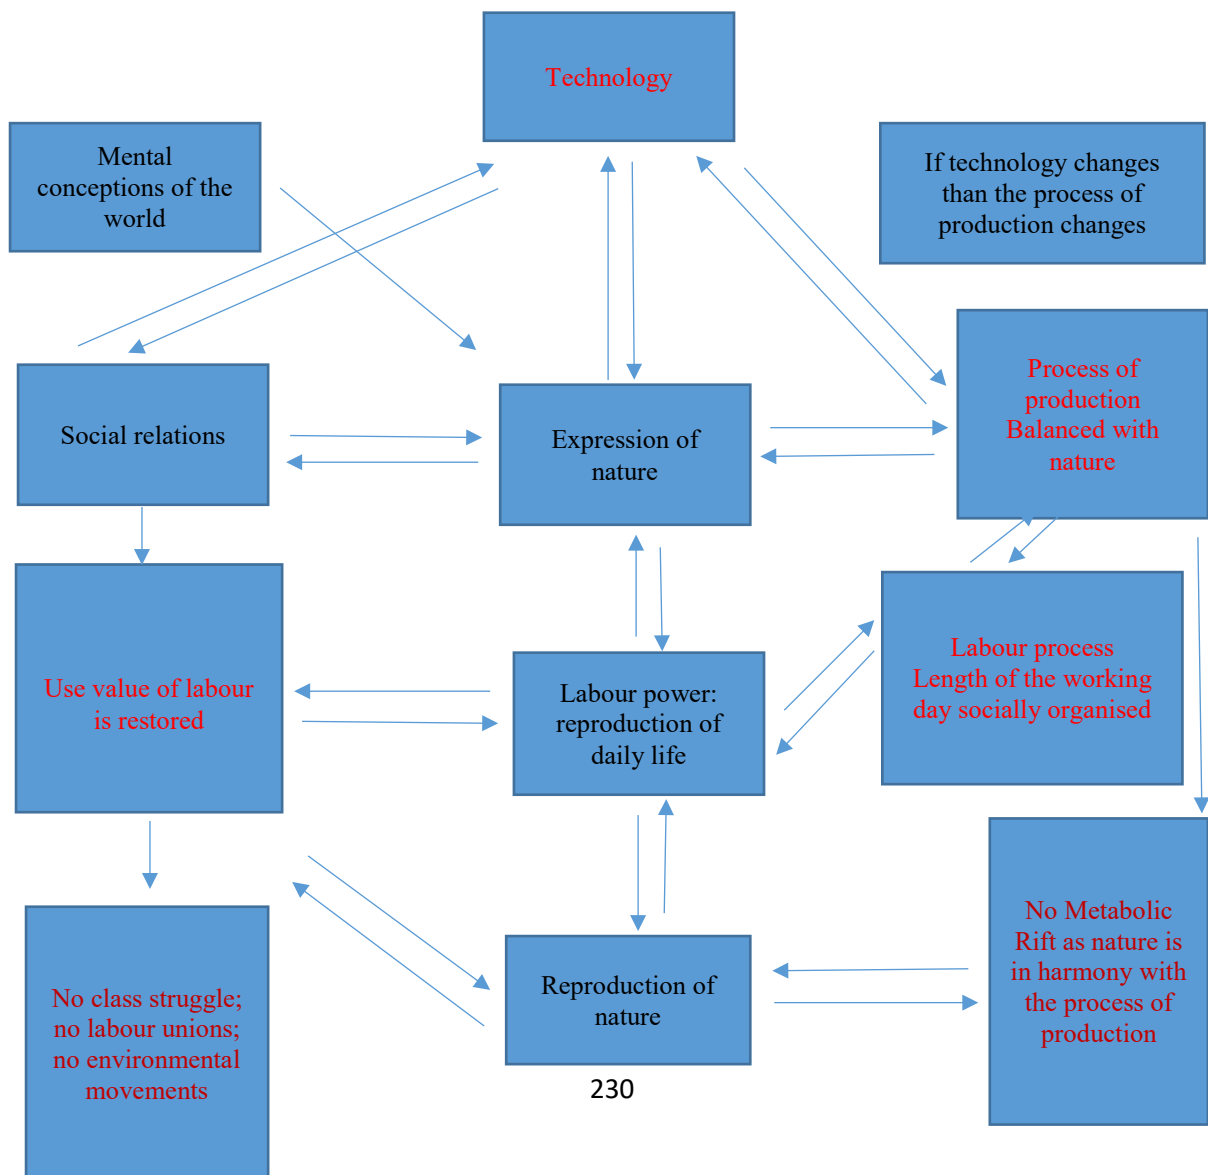 Technology
Mental
conceptions of the
world
If technology changes
than the process of
production changes
Social relations
Expression of
nature
Process of
production
Balanced with
nature
Use value of labour
is restored
Labour power:
reproduction of
daily life
Labour process
Length of the working
day socially organised
No class struggle;
no labour unions;
no environmental
movements
Reproduction of
nature
No Metabolic
Rift as nature is
in harmony with
the process of
production
230